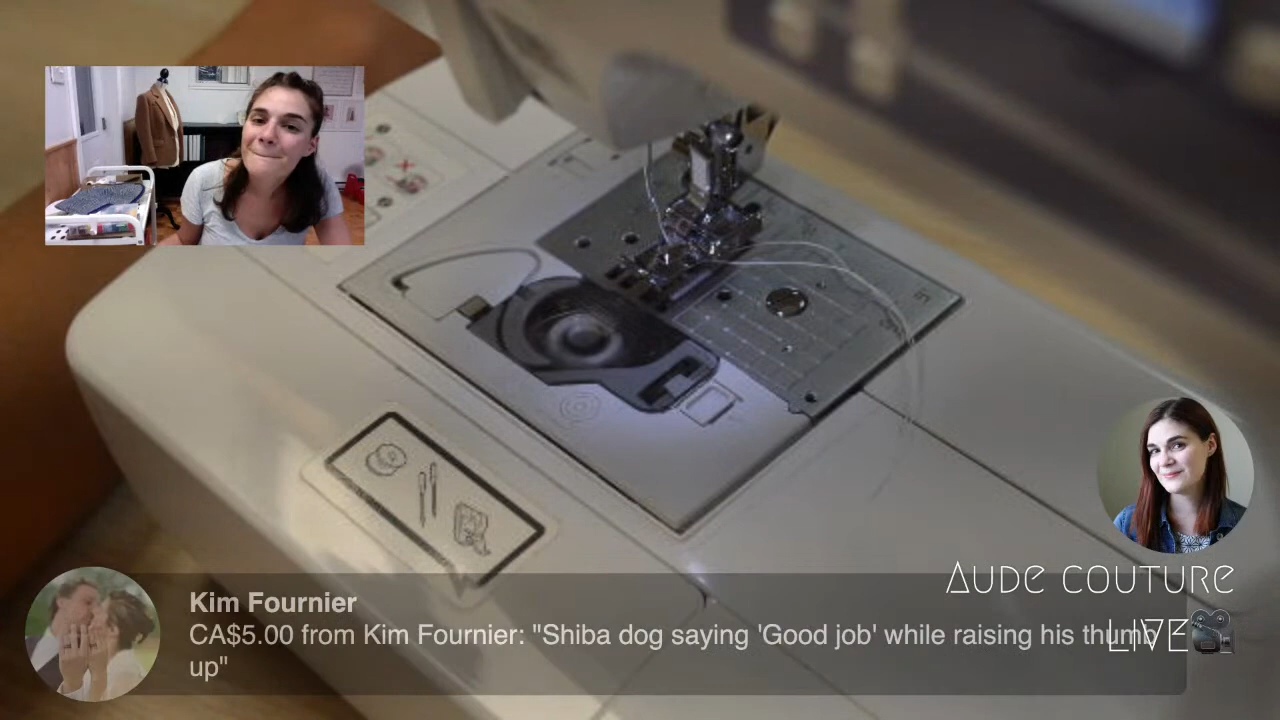 AUDE COUTURE
Kim Fournier
CA$5.00 from Kim Fournier: "Shiba dog saying 'Good job' while raising his thumb
up"
LIVE